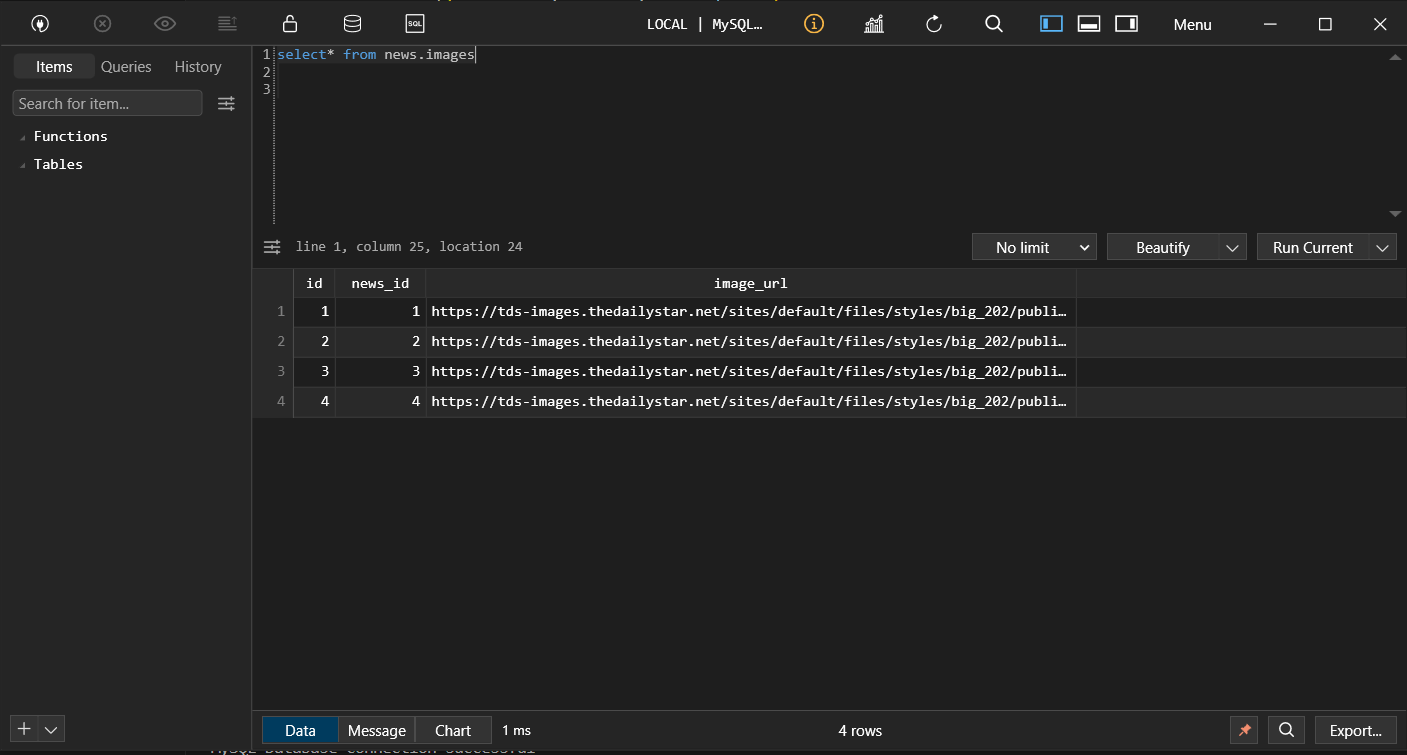 SQL
LOCAL | MySQL...
Menu
Items Queries History
Search for item...
Functions
Tables
1 select* from news.images
2
3
line 1, column 25, location 24
No limit Beautify Run Current
id news_id image_url
1 1 1 https://tds-images.thedailystar.net/sites/default/files/styles/big_202/publi…
2 2 2 https://tds-images.thedailystar.net/sites/default/files/styles/big_202/publi…
3 3 3 https://tds-images.thedailystar.net/sites/default/files/styles/big_202/publi…
4 4 4 https://tds-images.thedailystar.net/sites/default/files/styles/big_202/publi…
Data Message Chart 1 ms 4 rows Export...